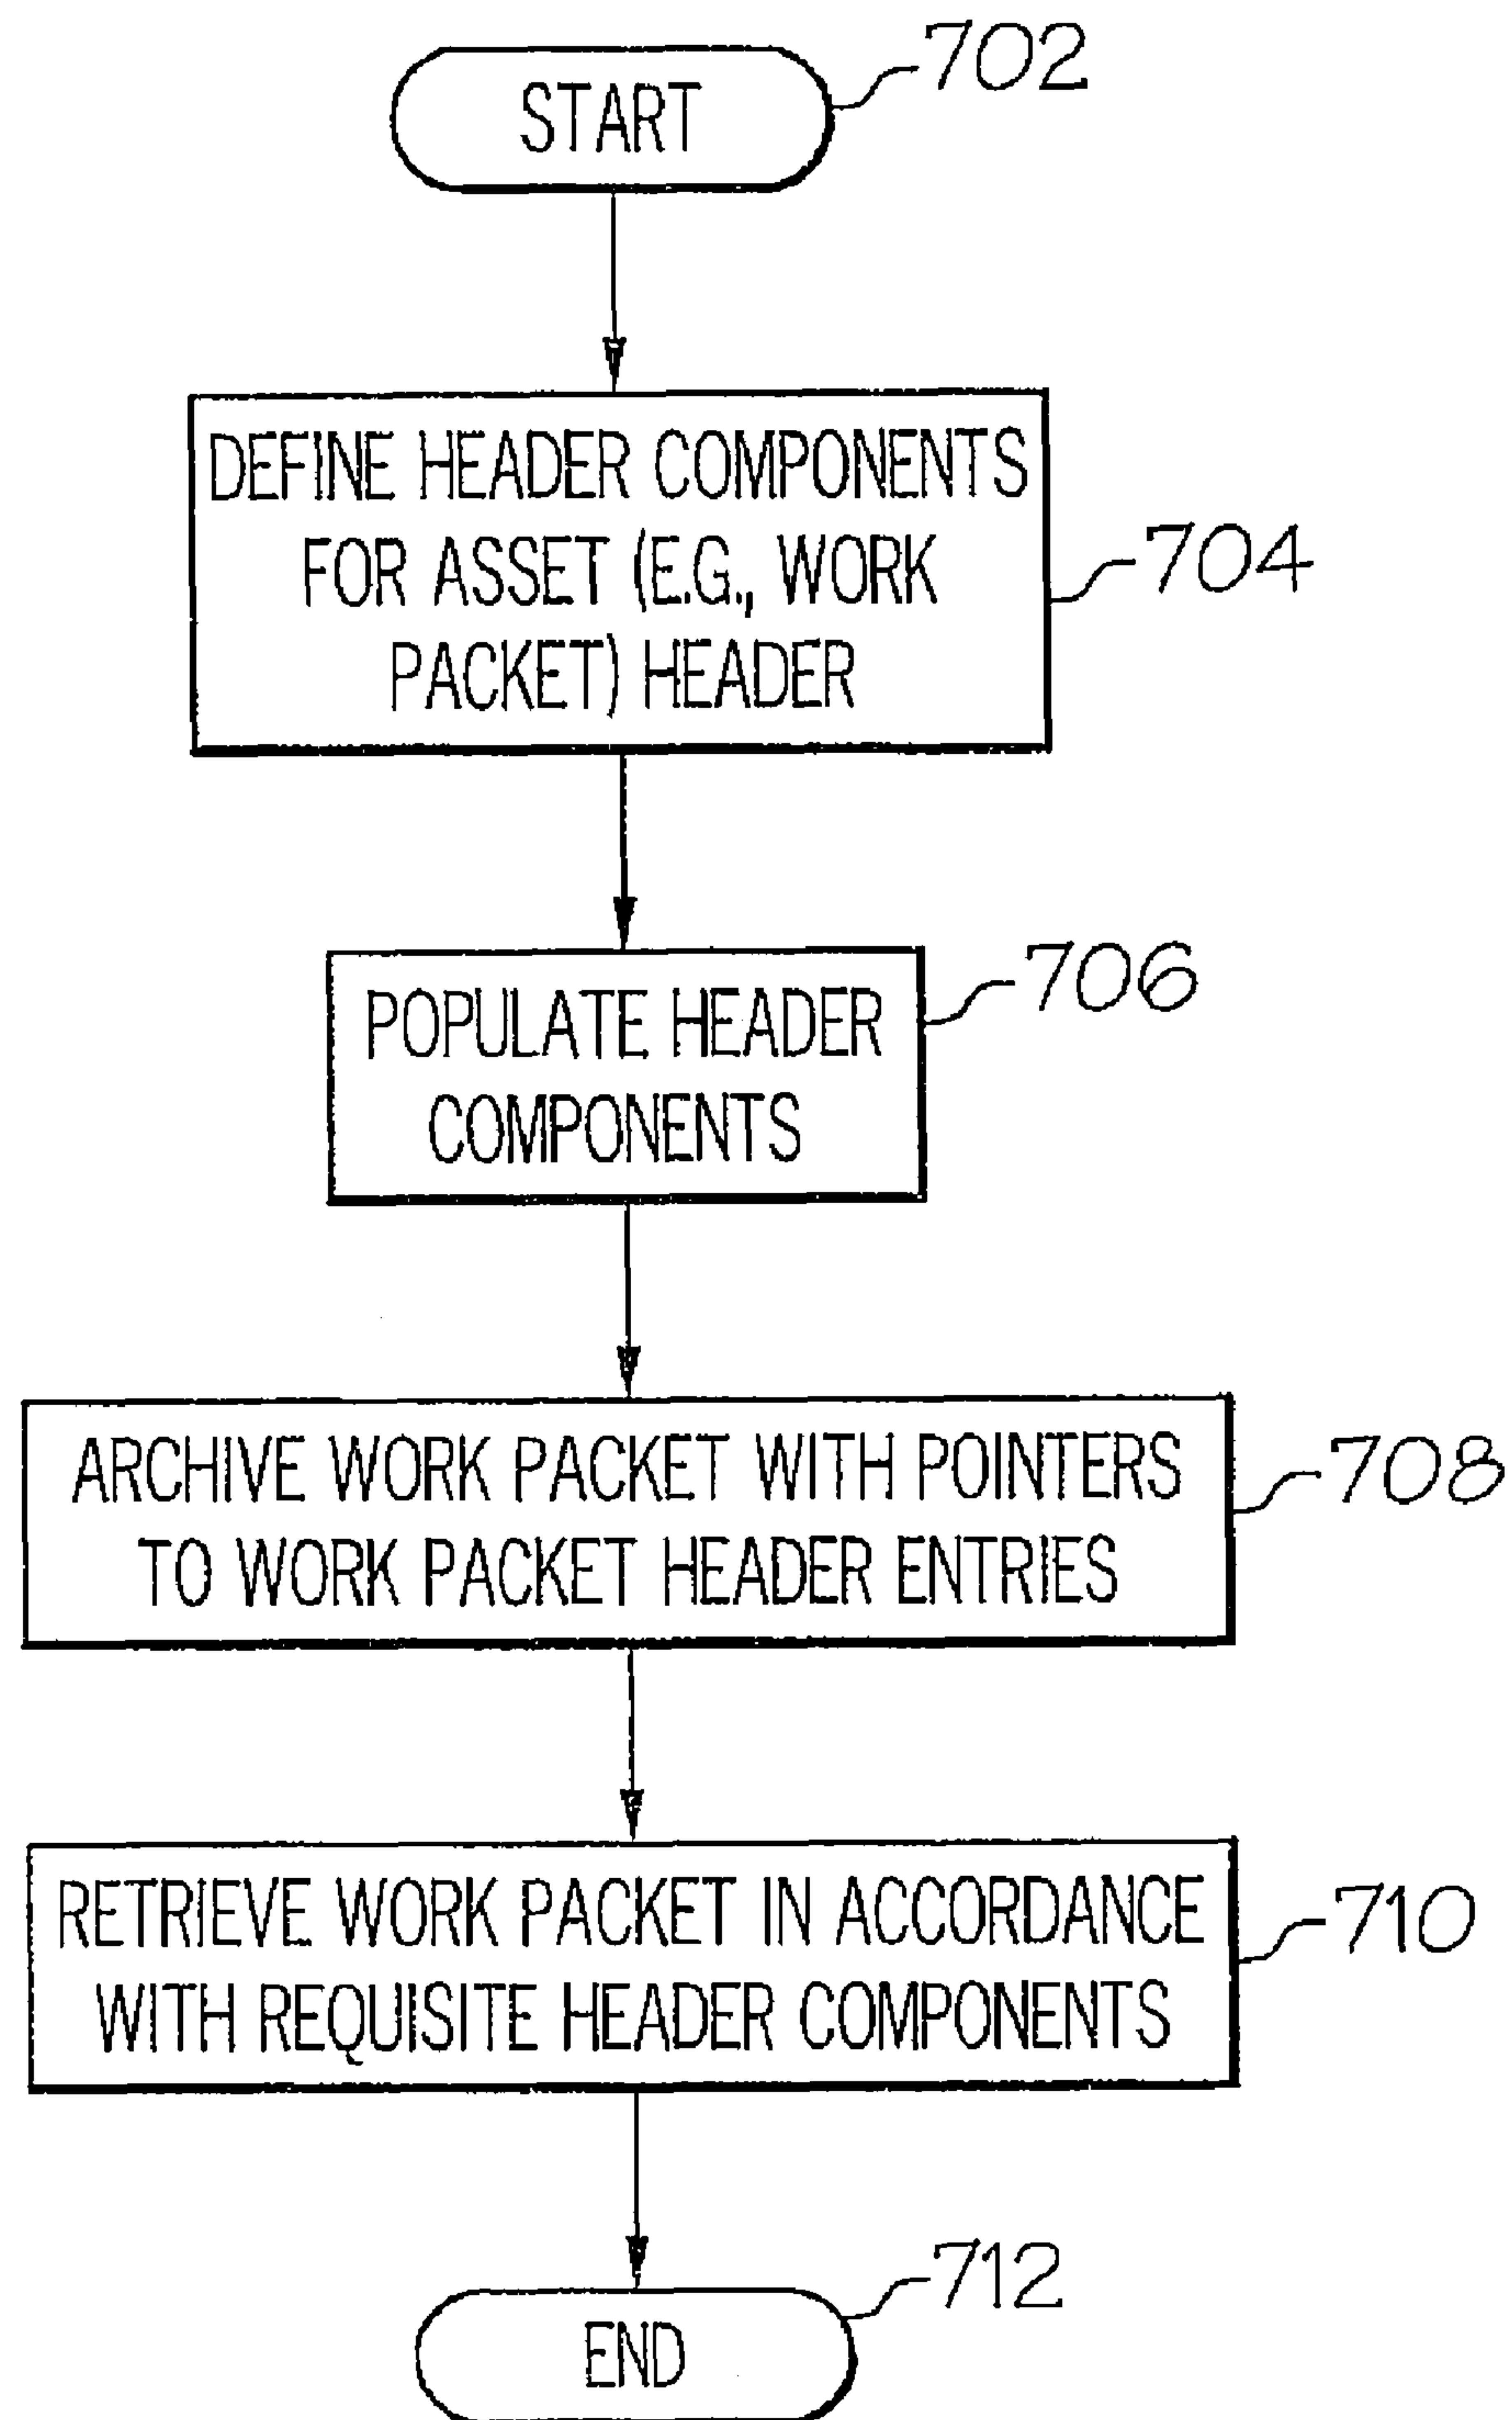 702
START
DEFINE HEADER COMPONENTS
FOR ASSET (E.G., WORK
PACKET) HEADER
704
POPULATE HEADER
COMPONENTS
706
ARCHIVE WORK PACKET WITH POINTERS
TO WORK PACKET HEADER ENTRIES
708
RETRIEVE WORK PACKET IN ACCORDANCE
WITH REQUISITE HEADER COMPONENTS
710
712
END